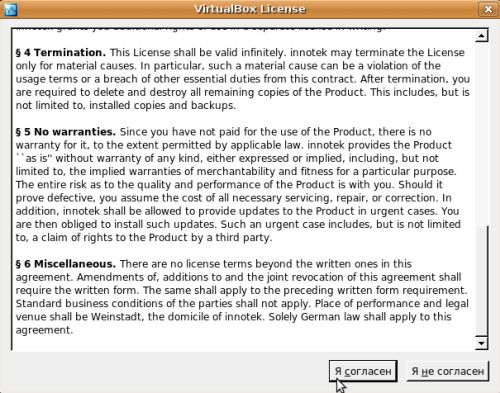 VirtualBox License
innotek grants you additional rights of use in a separate license in writing.
§ 4 Termination. This License shall be valid infinitely. innotek may terminate the License
only for material causes. In particular, such a material cause can be a violation of the
usage terms or a breach of other essential duties from this contract. After termination, you
are required to delete and destroy all remaining copies of the Product. This includes, but is
not limited to, installed copies and backups.
§ 5 No warranties. Since you have not paid for the use of the Product, there is no
warranty for it, to the extent permitted by applicable law. innotek provides the Product
``as is'' without warranty of any kind, either expressed or implied, including, but not
limited to, the implied warranties of merchantability and fitness for a particular purpose.
The entire risk as to the quality and performance of the Product is with you. Should it
prove defective, you assume the cost of all necessary servicing, repair, or correction. In
addition, innotek shall be allowed to provide updates to the Product in urgent cases. You
are then obliged to install such updates. Such an urgent case includes, but is not limited
to, a claim of rights to the Product by a third party.
§ 6 Miscellaneous. There are no license terms beyond the written ones in this
agreement. Amendments of, additions to and the joint revocation of this agreement shall
require the written form. The same shall apply to the preceding written form requirement.
Standard business conditions of the parties shall not apply. Place of performance and legal
venue shall be Weinstadt, the domicile of innotek. Solely German law shall apply to this
agreement.
Я согласен
Я не согласен